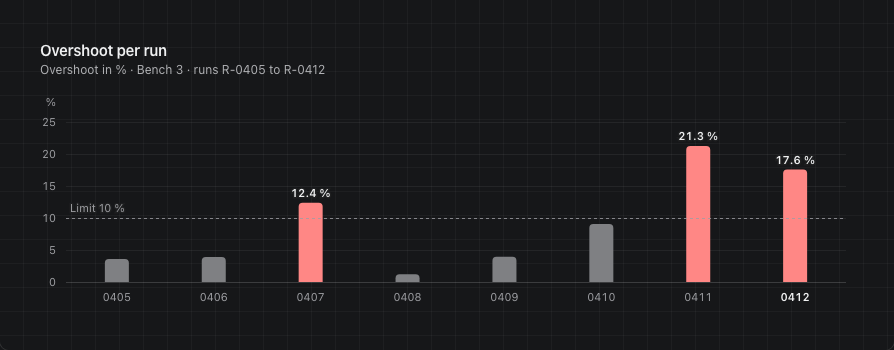 Overshoot per run
Overshoot in % · Bench 3 · runs R-0405 to R-0412
%
25
21.3 %
20
17.6 %
15
12.4 %
Limit 10 %
10
5
0
0405 0406 0407 0408 0409 0410 0411 0412